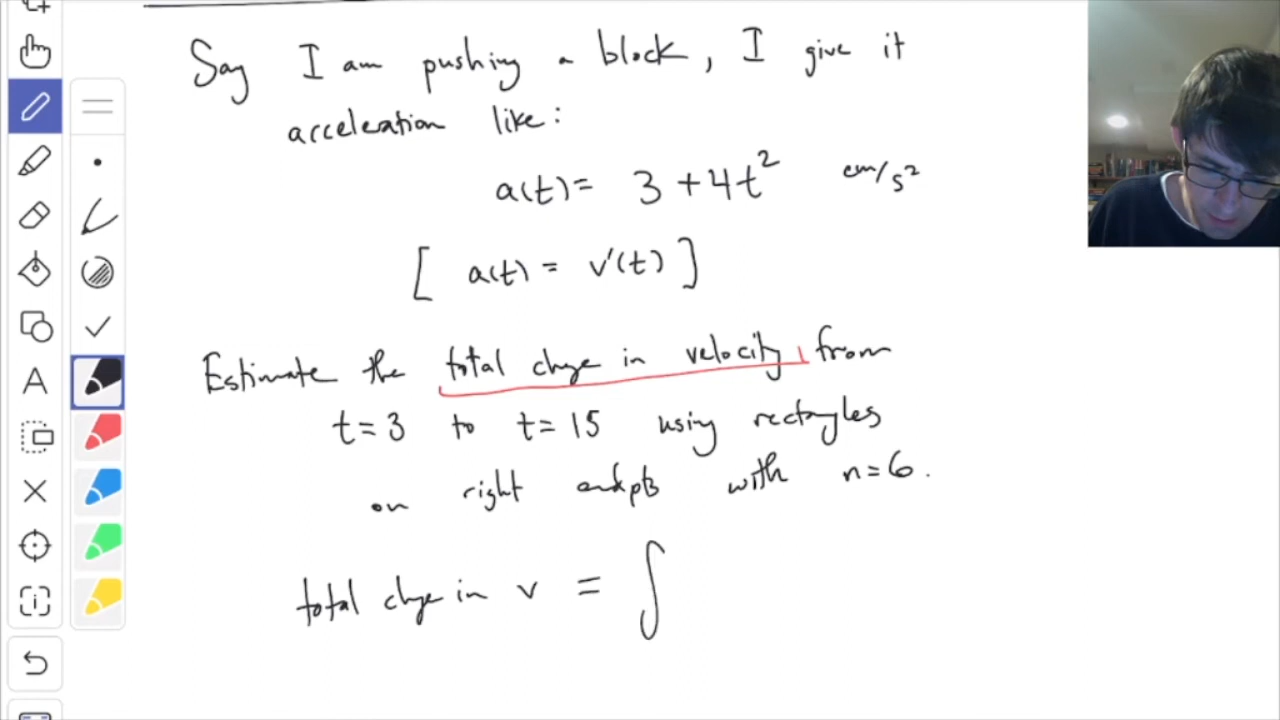 Say I am pushing a block, I give it
acceleration like:
a(t) = 3 + 4t² cm/s²
[ a(t) = v'(t) ]
Estimate the total chge in velocity from
t = 3 to t = 15 using rectangles
on right endpts with n = 6.
total chge in v = ∫